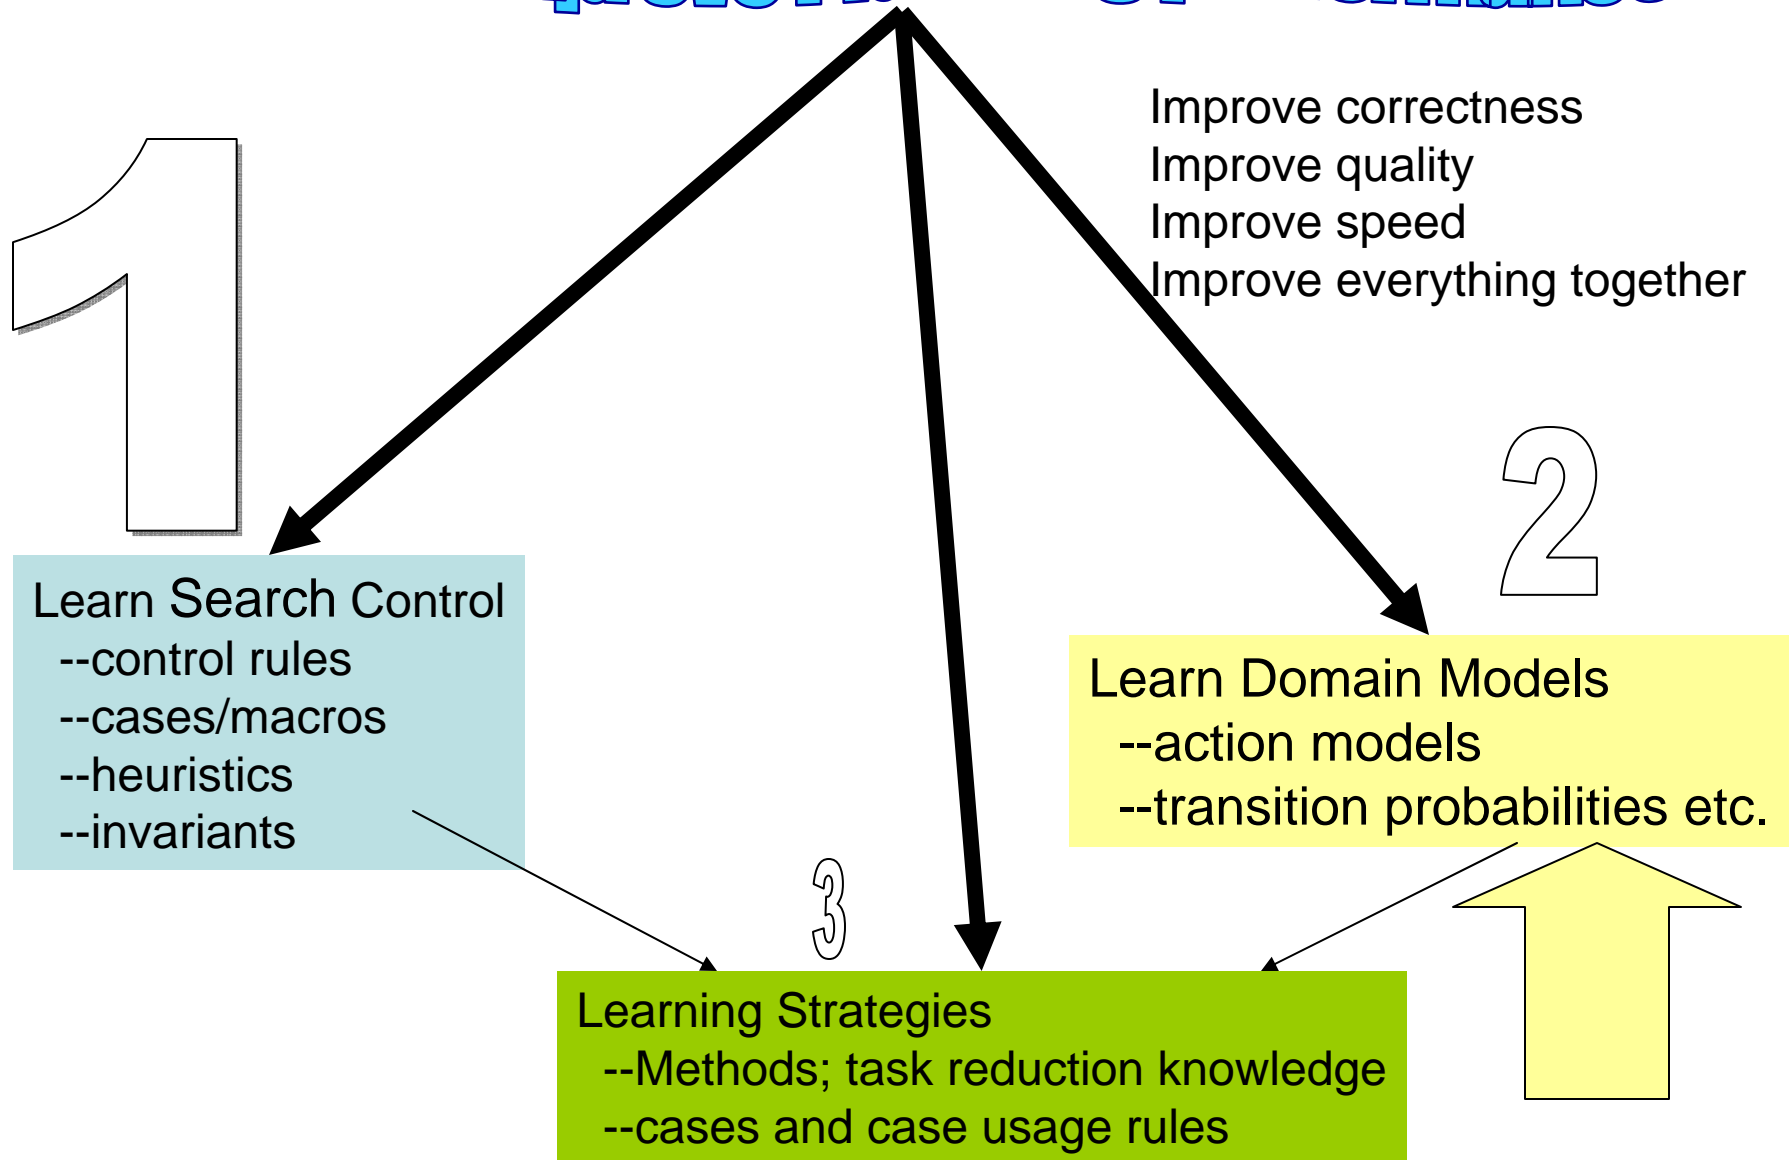 Improve correctness
Improve quality
Improve speed
Improve everything together
1
2
Learn Search Control
--control rules
--cases/macros
--heuristics
--invariants
Learn Domain Models
--action models
--transition probabilities etc.
3
Learning Strategies
--Methods; task reduction knowledge
--cases and case usage rules